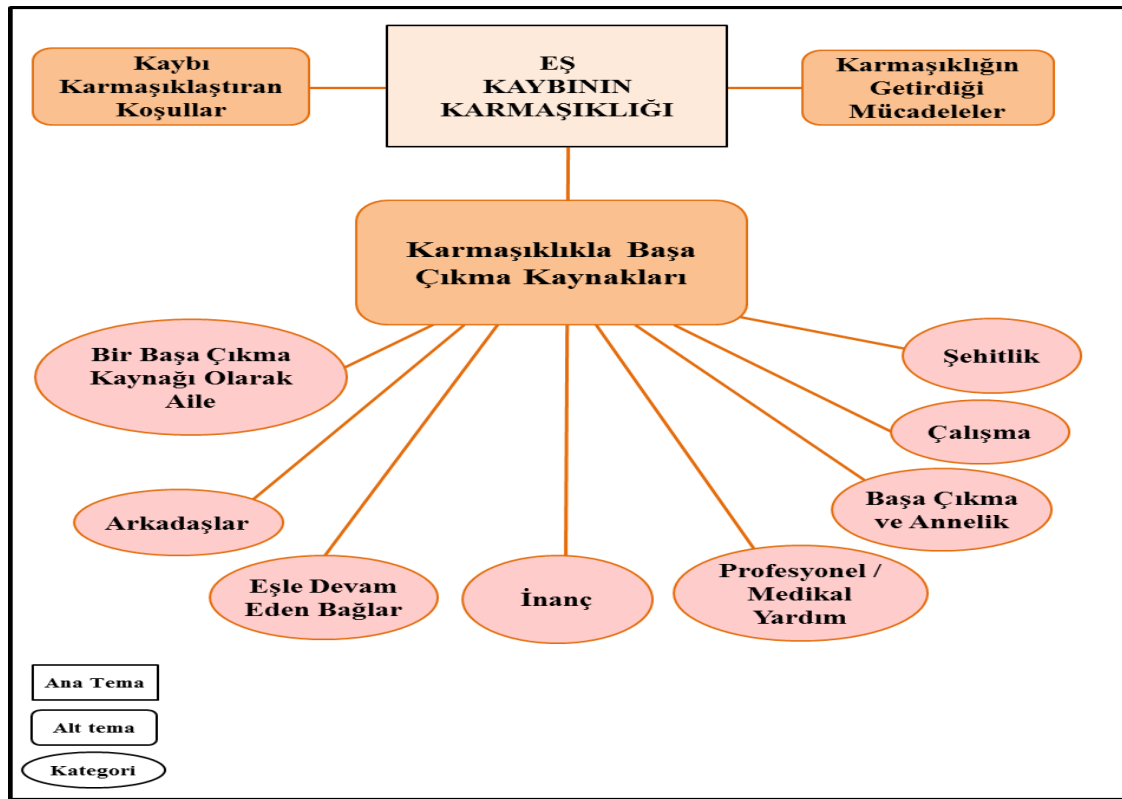 Kaybı
Karmaşıklaştıran
Koşullar
EŞ
KAYBININ
KARMAŞIKLIĞI
Karmaşıklığın
Getirdiği
Mücadeleler
Karmaşıklıkla Başa
Çıkma Kaynakları
Bir Başa Çıkma
Kaynağı Olarak
Aile
Arkadaşlar
Eşle Devam
Eden Bağlar
İnanç
Profesyonel /
Medikal
Yardım
Başa Çıkma
ve Annelik
Çalışma
Şehitlik
Ana Tema
Alt tema
Kategori